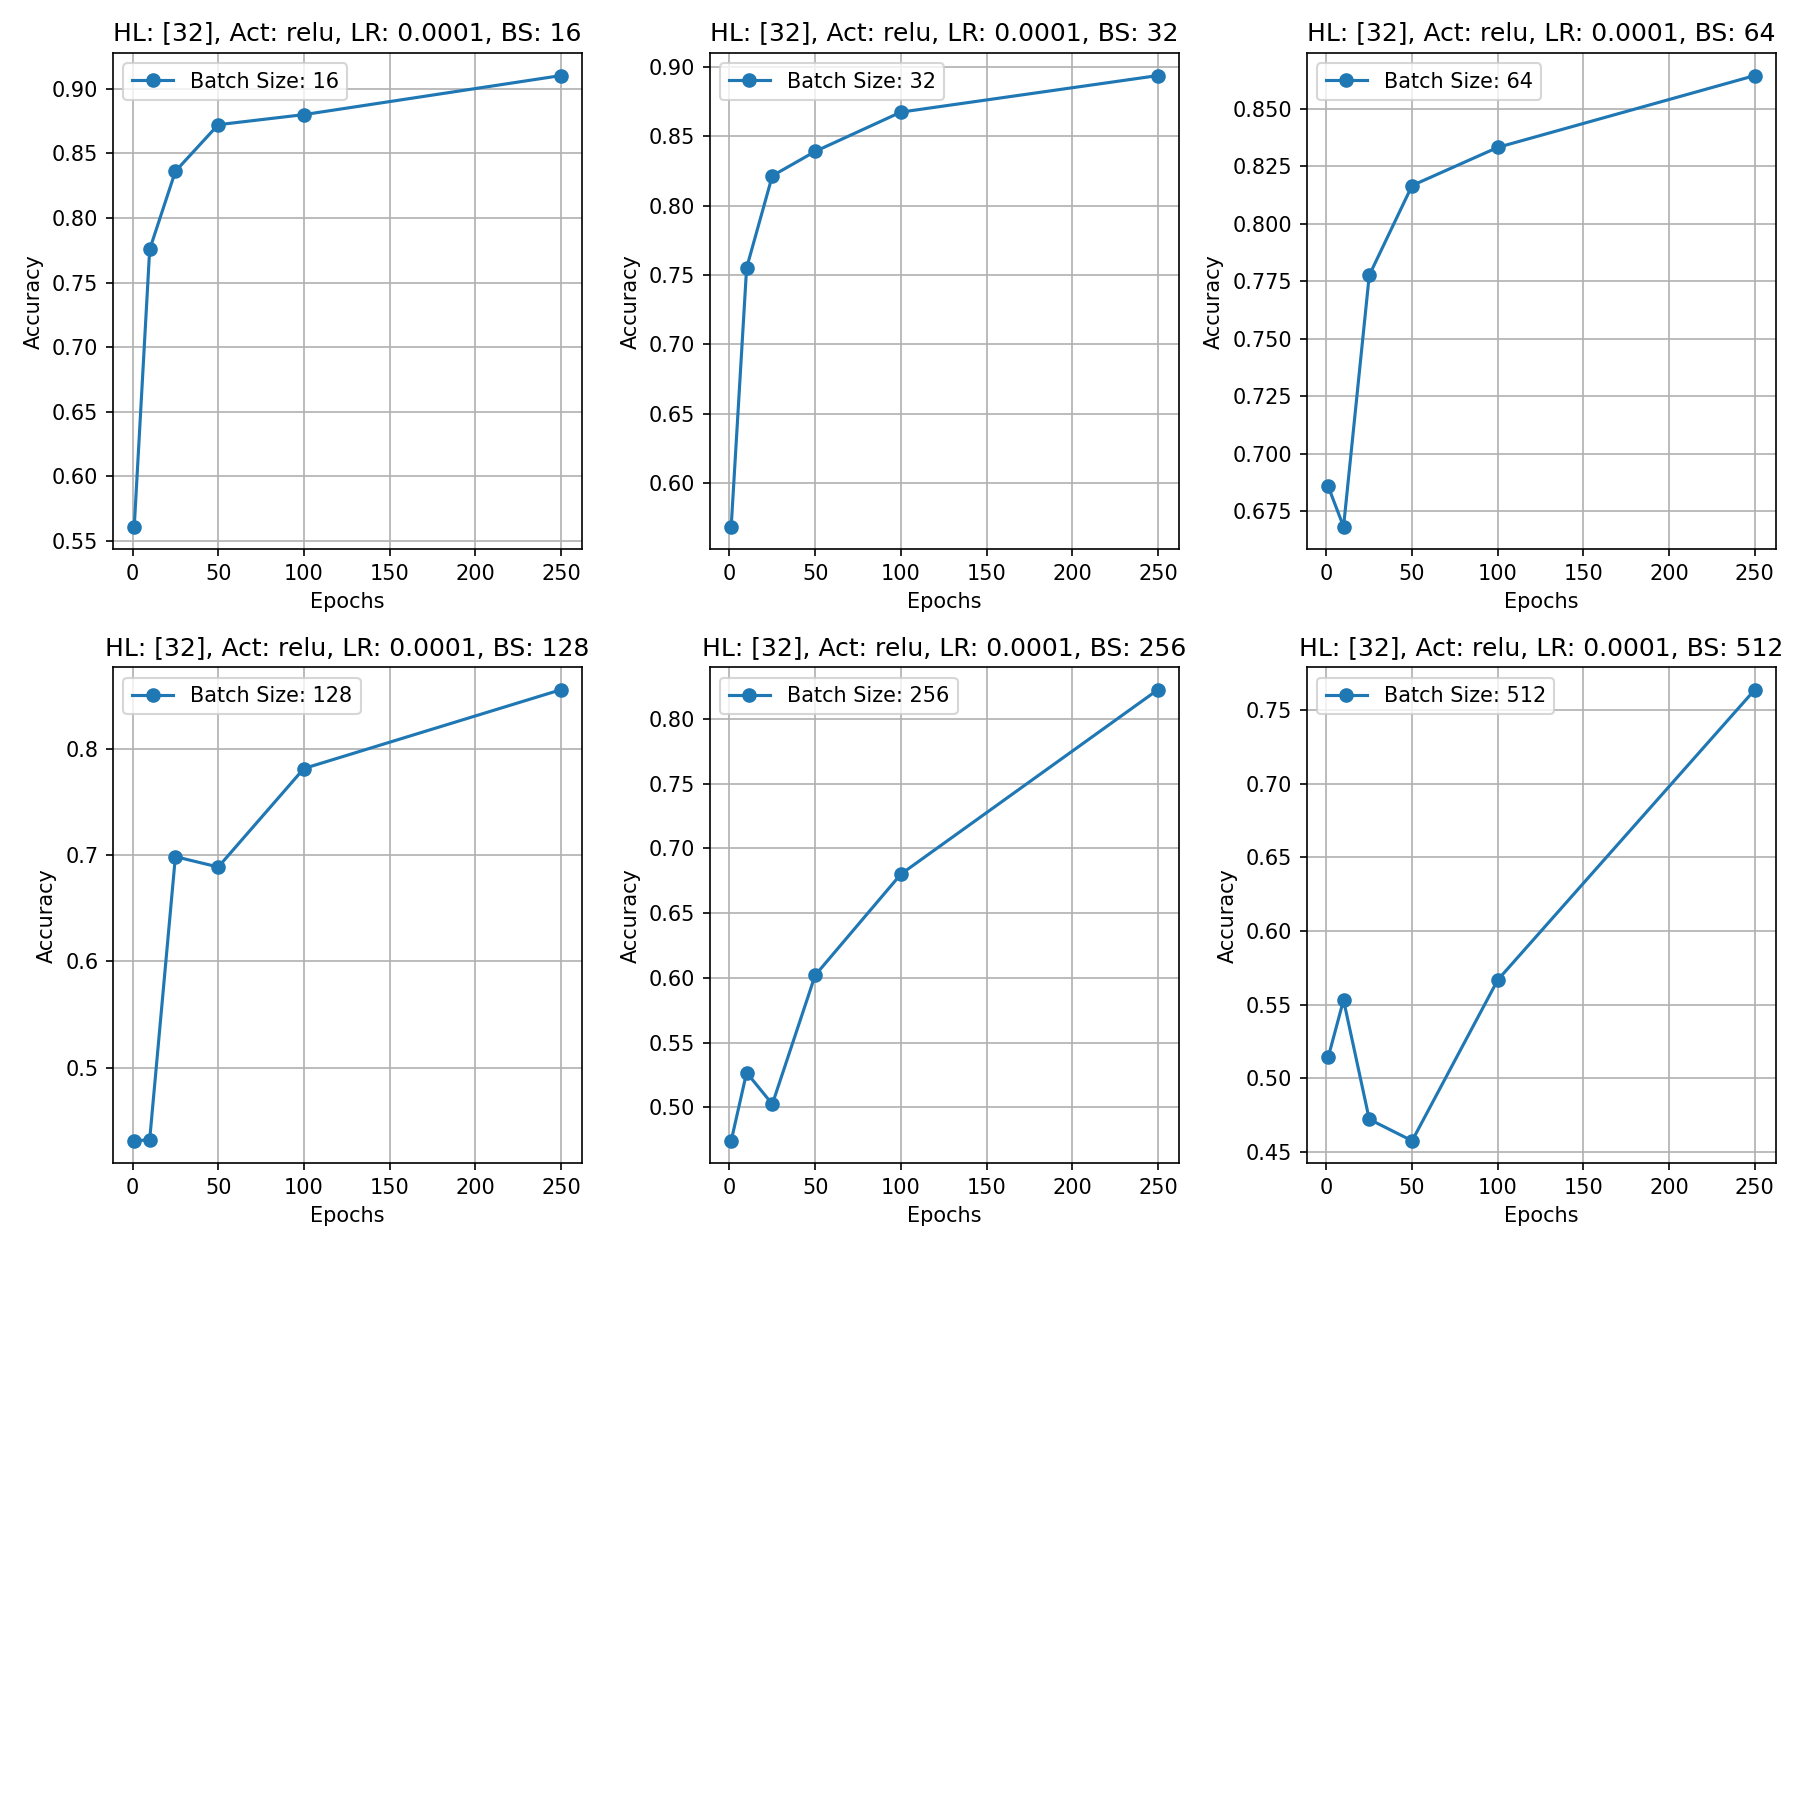 HL: [32], Act: relu, LR: 0.0001, BS: 16
Batch Size: 16
Accuracy
0.90
0.85
0.80
0.75
0.70
0.65
0.60
0.55
0 50 100 150 200 250
Epochs
HL: [32], Act: relu, LR: 0.0001, BS: 32
Batch Size: 32
Accuracy
0.90
0.85
0.80
0.75
0.70
0.65
0.60
0 50 100 150 200 250
Epochs
HL: [32], Act: relu, LR: 0.0001, BS: 64
Batch Size: 64
Accuracy
0.850
0.825
0.800
0.775
0.750
0.725
0.700
0.675
0 50 100 150 200 250
Epochs
HL: [32], Act: relu, LR: 0.0001, BS: 128
Batch Size: 128
Accuracy
0.8
0.7
0.6
0.5
0 50 100 150 200 250
Epochs
HL: [32], Act: relu, LR: 0.0001, BS: 256
Batch Size: 256
Accuracy
0.80
0.75
0.70
0.65
0.60
0.55
0.50
0 50 100 150 200 250
Epochs
HL: [32], Act: relu, LR: 0.0001, BS: 512
Batch Size: 512
Accuracy
0.75
0.70
0.65
0.60
0.55
0.50
0.45
0 50 100 150 200 250
Epochs